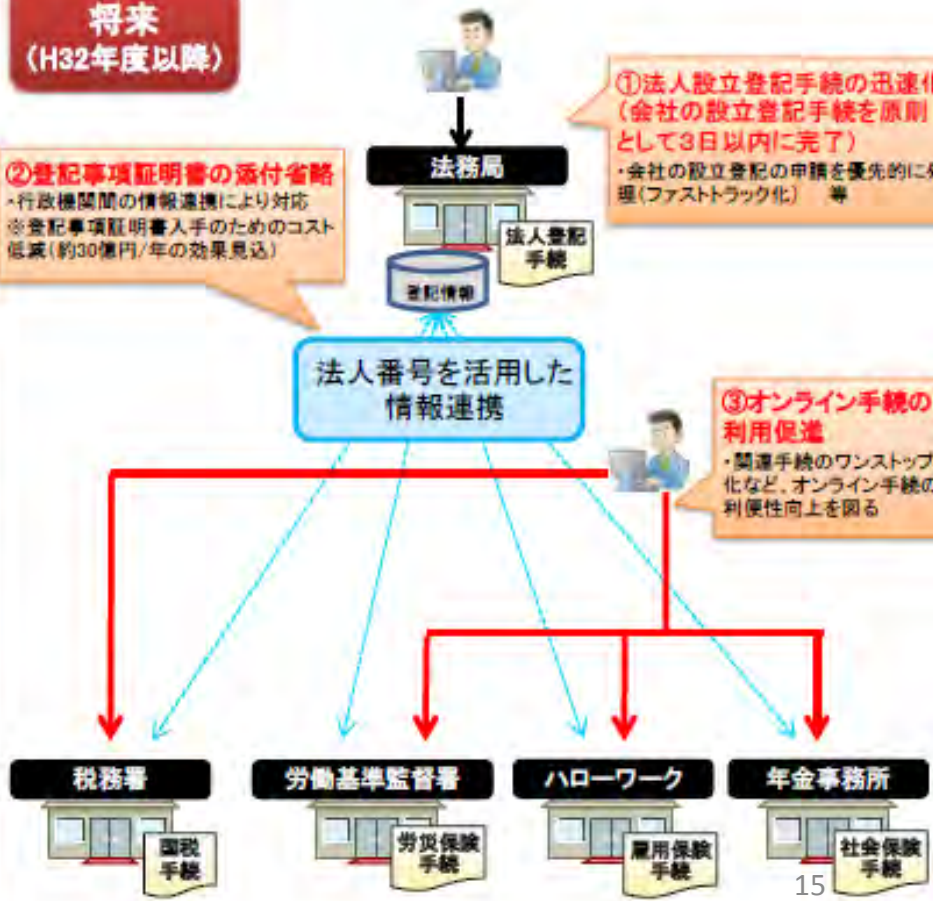 将来
（H32年度以降）
①法人設立登記手続の迅速化
（会社の設立登記手続を原則
として３日以内に完了）
・会社の設立登記の申請を優先的に処
理（ファストトラック化）　等
②登記事項証明書の添付省略
・行政機関間の情報連携により対応
※登記事項証明書入手のためのコスト
低減（約30億円/年の効果見込）
法務局
法人登記
手続
登記情報
法人番号を活用した
情報連携
③オンライン手続の
利用促進
・関連手続のワンストップ
化など、オンライン手続の
利便性向上を図る
税務署
国税
手続
労働基準監督署
労災保険
手続
ハローワーク
雇用保険
手続
年金事務所
社会保険
手続
15